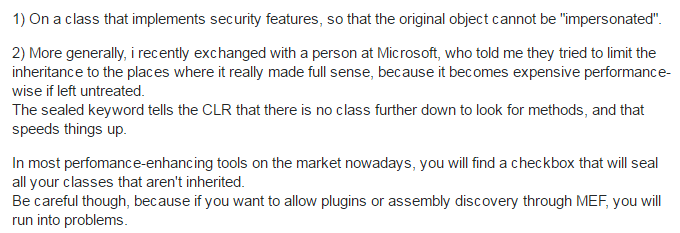 1) On a class that implements security features, so that the original object cannot be "impersonated".
2) More generally, i recently exchanged with a person at Microsoft, who told me they tried to limit the
inheritance to the places where it really made full sense, because it becomes expensive performance-
wise if left untreated.
The sealed keyword tells the CLR that there is no class further down to look for methods, and that
speeds things up.
In most perfomance-enhancing tools on the market nowadays, you will find a checkbox that will seal
all your classes that aren't inherited.
Be careful though, because if you want to allow plugins or assembly discovery through MEF, you will
run into problems.